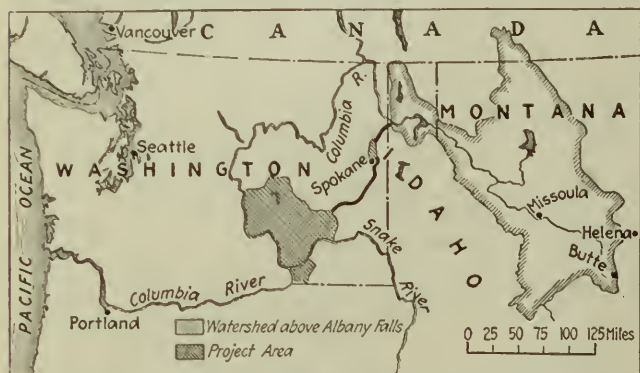 Vancouver
CANADA
Columbia R.
MONTANA
PACIFIC OCEAN
Seattle
WASHINGTON
Spokane
IDAHO
Missoula
Helena
Butte
Snake River
Columbia River
Portland
Watershed above Albany Falls
Project Area
0 25 50 75 100 125 Miles